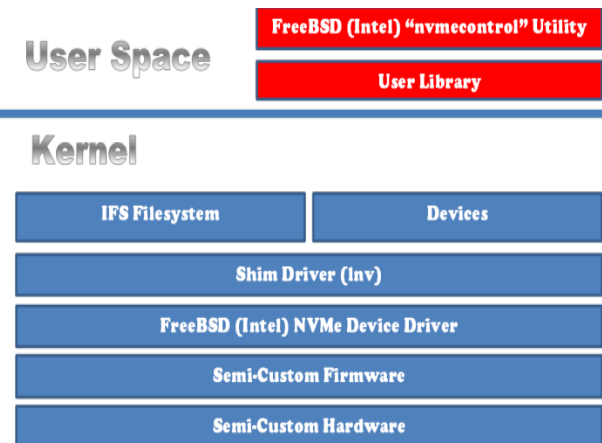 User Space
FreeBSD (Intel) “nvmecontrol” Utility
User Library
Kernel
IFS Filesystem
Devices
Shim Driver (lnv)
FreeBSD (Intel) NVMe Device Driver
Semi-Custom Firmware
Semi-Custom Hardware